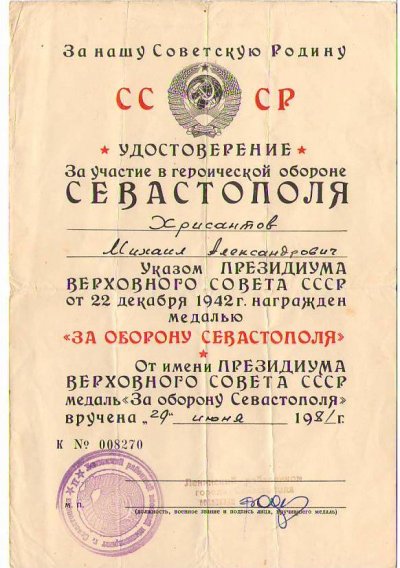 За нашу Советскую Родину
СС СР
УДОСТОВЕРЕНИЕ
За участие в героической обороне
СЕВАСТОПОЛЯ
Хрисантов
Михаил Александрович
Указом ПРЕЗИДИУМА
ВЕРХОВНОГО СОВЕТА СССР
от 22 декабря 1942 г. награжден
медалью
«ЗА ОБОРОНУ СЕВАСТОПОЛЯ»
От имени ПРЕЗИДИУМА
ВЕРХОВНОГО СОВЕТА СССР
медаль «За оборону Севастополя»
вручена „29" июня 1981 г.
К № 008270
м. п.
(должность, военное звание и подпись лица, вручившего медаль)